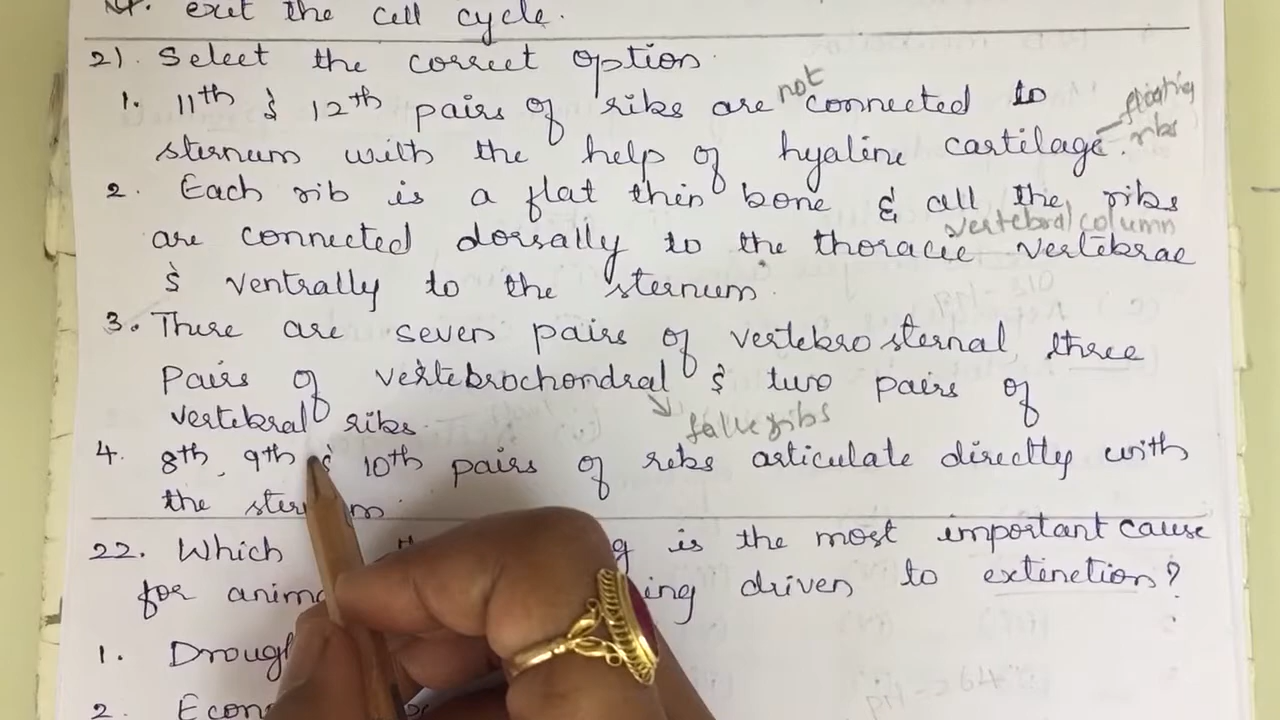 exit the cell cycle.
21. Select the correct option.
1. 11th & 12th pairs of ribs are not connected to
floating ribs
sternum with the help of hyaline cartilage.
2. Each rib is a flat thin bone & all the ribs
vertebral column
are connected dorsally to the thoracic vertebrae
& ventrally to the sternum.
3. There are seven pairs of vertebrosternal, three
Pairs of vertebrochondral & two pairs of
false ribs
vertebral ribs.
4. 8th, 9th & 10th pairs of ribs articulate directly with
the
22. Which is the most important cause
for driven to extinction?
1.
2.